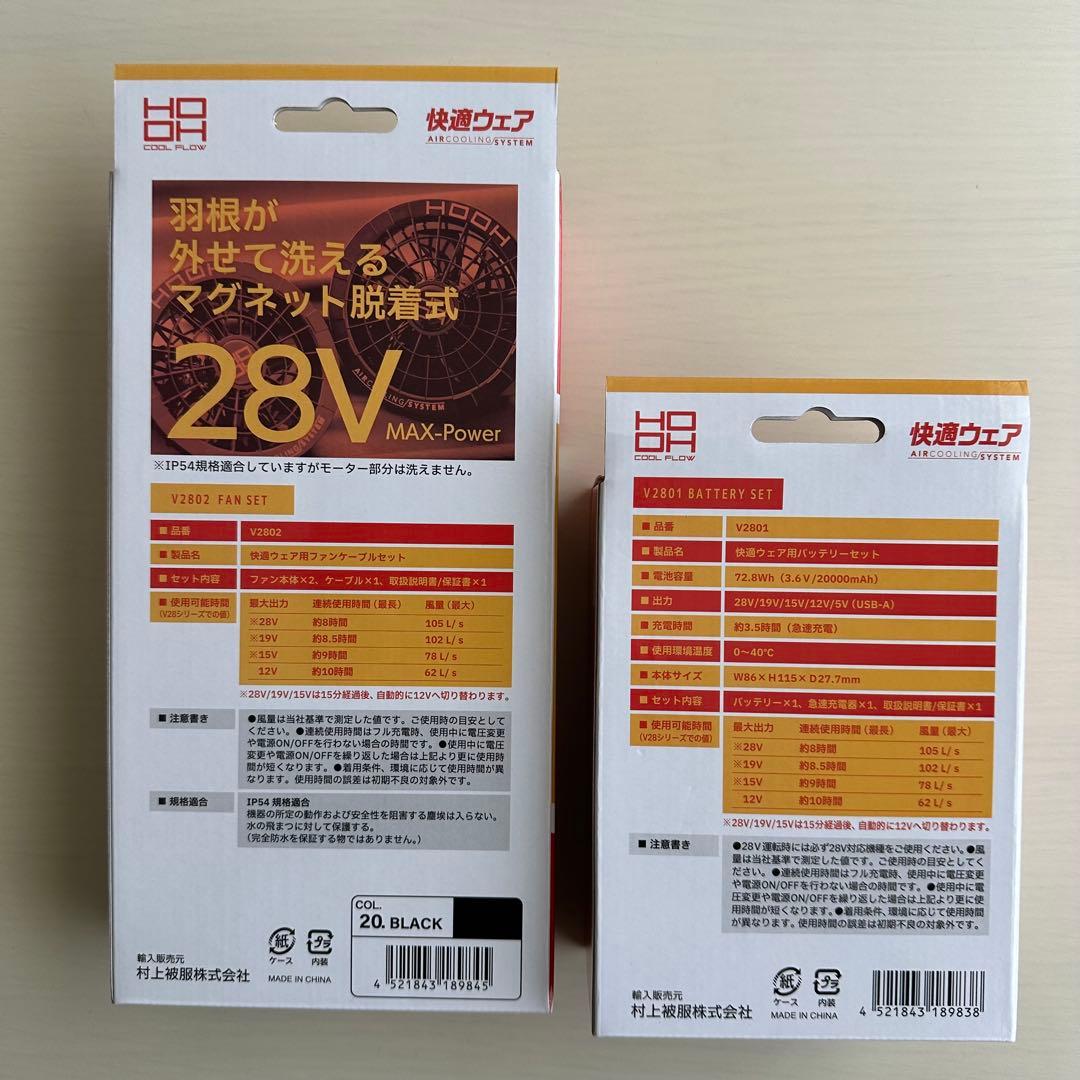 HO
OH
COOL FLOW
快適ウェア
AIRCOOLING/SYSTEM
羽根が
外せて洗える
マグネット脱着式
28V
MAX-Power
HOOH
AIRCOOLING/SYSTEM
※IP54規格適合していますがモーター部分は洗えません。
V2802 FAN SET
■ 品番 V2802
■ 製品名 快適ウェア用ファンケーブルセット
■ セット内容 ファン本体×2、ケーブル×1、取扱説明書/保証書×1
■ 使用可能時間 最大出力 連続使用時間（最長） 風量（最大）
（V28シリーズでの値）
※28V 約8時間 105 L/s
※19V 約8.5時間 102 L/s
※15V 約9時間 78 L/s
12V 約10時間 62 L/s
※28V/19V/15Vは15分経過後、自動的に12Vへ切り替わります。
■ 注意書き ●風量は当社基準で測定した値です。ご使用時の目安として
ください。●連続使用時間はフル充電時、使用中に電圧変更
や電源ON/OFFを行わない場合の時間です。●使用中に電圧
変更や電源ON/OFFを繰り返した場合は上記より更に使用時
間が短くなります。●着用条件、環境に応じて使用時間が異
なります。使用時間の誤差は初期不良の対象外です。
■ 規格適合 IP54 規格適合
機器の所定の動作および安全性を阻害する塵埃は入らない。
水の飛まつに対して保護する。
（完全防水を保証する物ではありません。）
COL.
20. BLACK
輸入販売元
村上被服株式会社
紙
ケース
プラ
内装
MADE IN CHINA
4 521843 189845
HO
OH
COOL FLOW
快適ウェア
AIRCOOLING/SYSTEM
V2801 BATTERY SET
■ 品番 V2801
■ 製品名 快適ウェア用バッテリーセット
■ 電池容量 72.8Wh（3.6V/20000mAh）
■ 出力 28V/19V/15V/12V/5V（USB-A）
■ 充電時間 約3.5時間（急速充電）
■ 使用環境温度 0〜40℃
■ 本体サイズ W86×H115×D27.7mm
■ セット内容 バッテリー×1、急速充電器×1、取扱説明書/保証書×1
■ 使用可能時間 最大出力 連続使用時間（最長） 風量（最大）
（V28シリーズでの値）
※28V 約8時間 105 L/s
※19V 約8.5時間 102 L/s
※15V 約9時間 78 L/s
12V 約10時間 62 L/s
※28V/19V/15Vは15分経過後、自動的に12Vへ切り替わります。
■ 注意書き ●28V運転時には必ず28V対応機種をご使用ください。●風
量は当社基準で測定した値です。ご使用時の目安としてく
ださい。●連続使用時間はフル充電時、使用中に電圧変更
や電源ON/OFFを行わない場合の時間です。●使用中に電
圧変更や電源ON/OFFを繰り返した場合は上記より更に使
用時間が短くなります。●着用条件、環境に応じて使用時間
が異なります。使用時間の誤差は初期不良の対象外です。
輸入販売元
村上被服株式会社
紙
ケース
プラ
内装
MADE IN CHINA
4 521843 189838